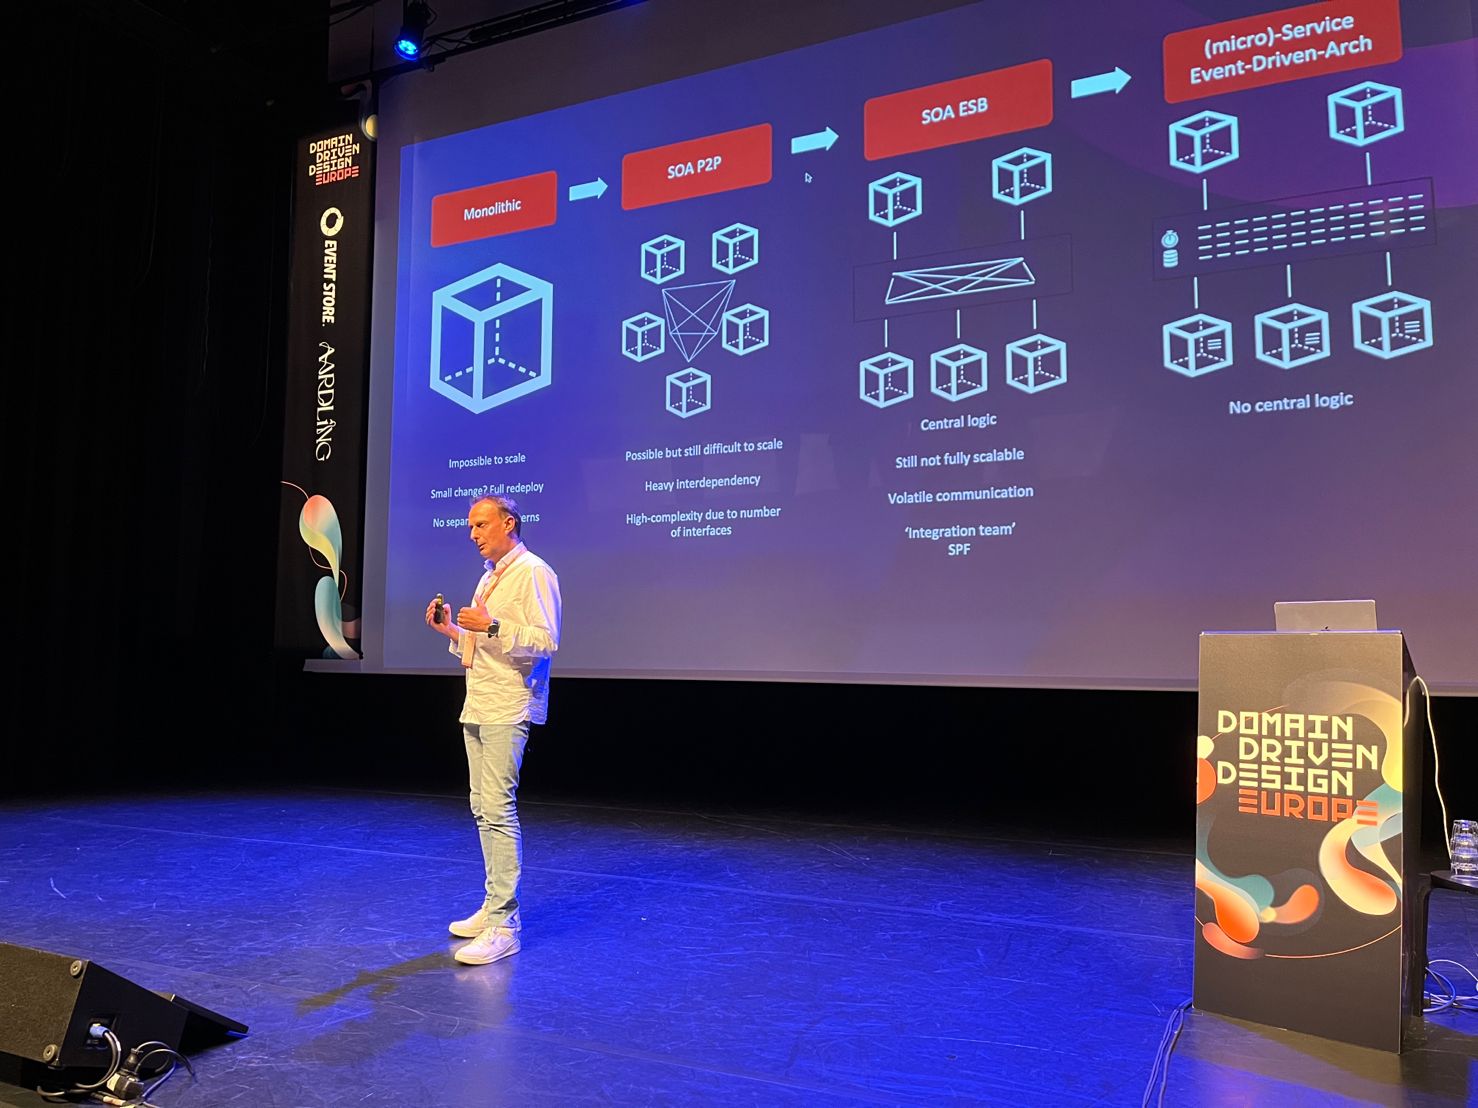 DOMAIN
DRIVEN
DESIGN
EUROPE
EVENT STORE.
AARDLING
Monolithic
Impossible to scale
Small change? Full redeploy
No
SOA P2P
Possible but still difficult to scale
Heavy interdependency
High-complexity due to number
of interfaces
SOA ESB
Central logic
Still not fully scalable
Volatile communication
‘Integration team’
SPF
(micro)-Service
Event-Driven-Arch
No central logic
DOMAIN
DRIVEN
DESIGN
EUROPE